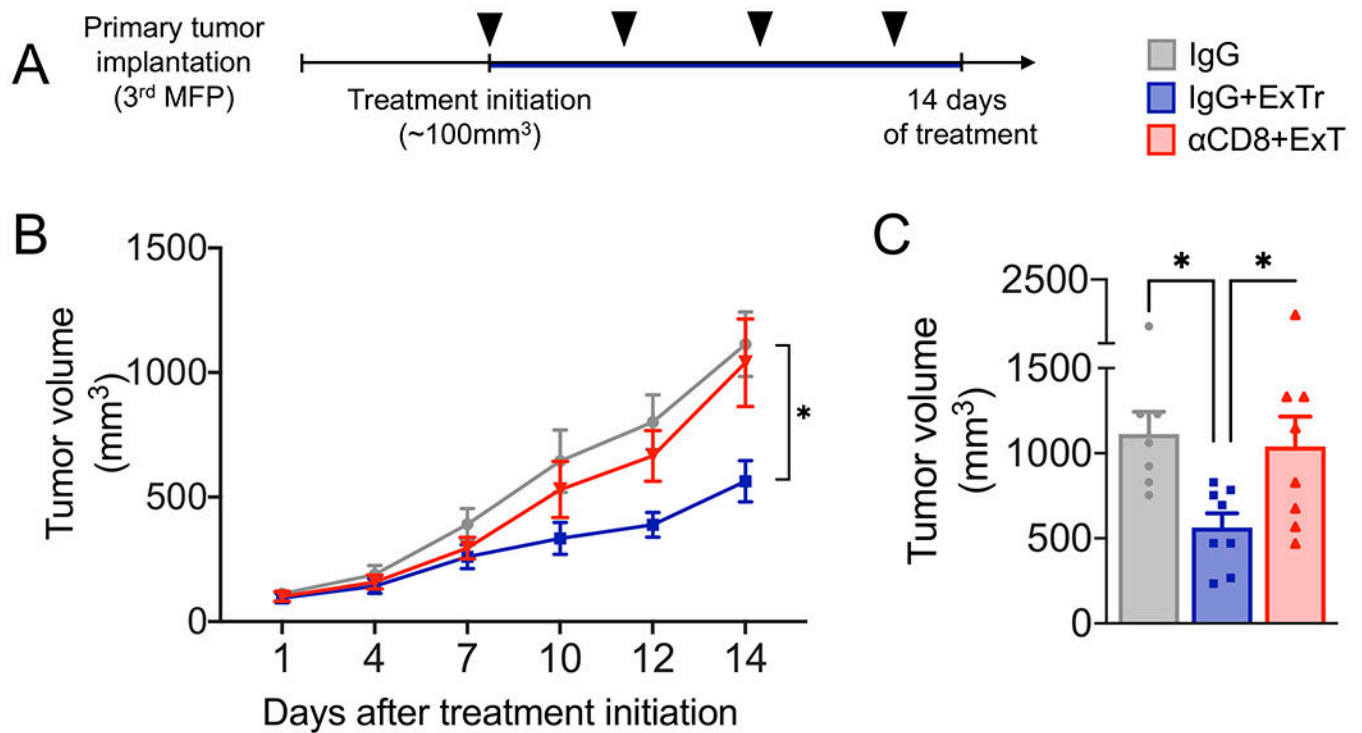 A
Primary tumor
implantation
(3rd MFP)
Treatment initiation
(~100mm3)
14 days
of treatment
IgG
IgG+ExTr
αCD8+ExT
B
Tumor volume
(mm3)
1500
1000
500
0
*
1 4 7 10 12 14
Days after treatment initiation
C
Tumor volume
(mm3)
2500
1500
1000
500
0
* *